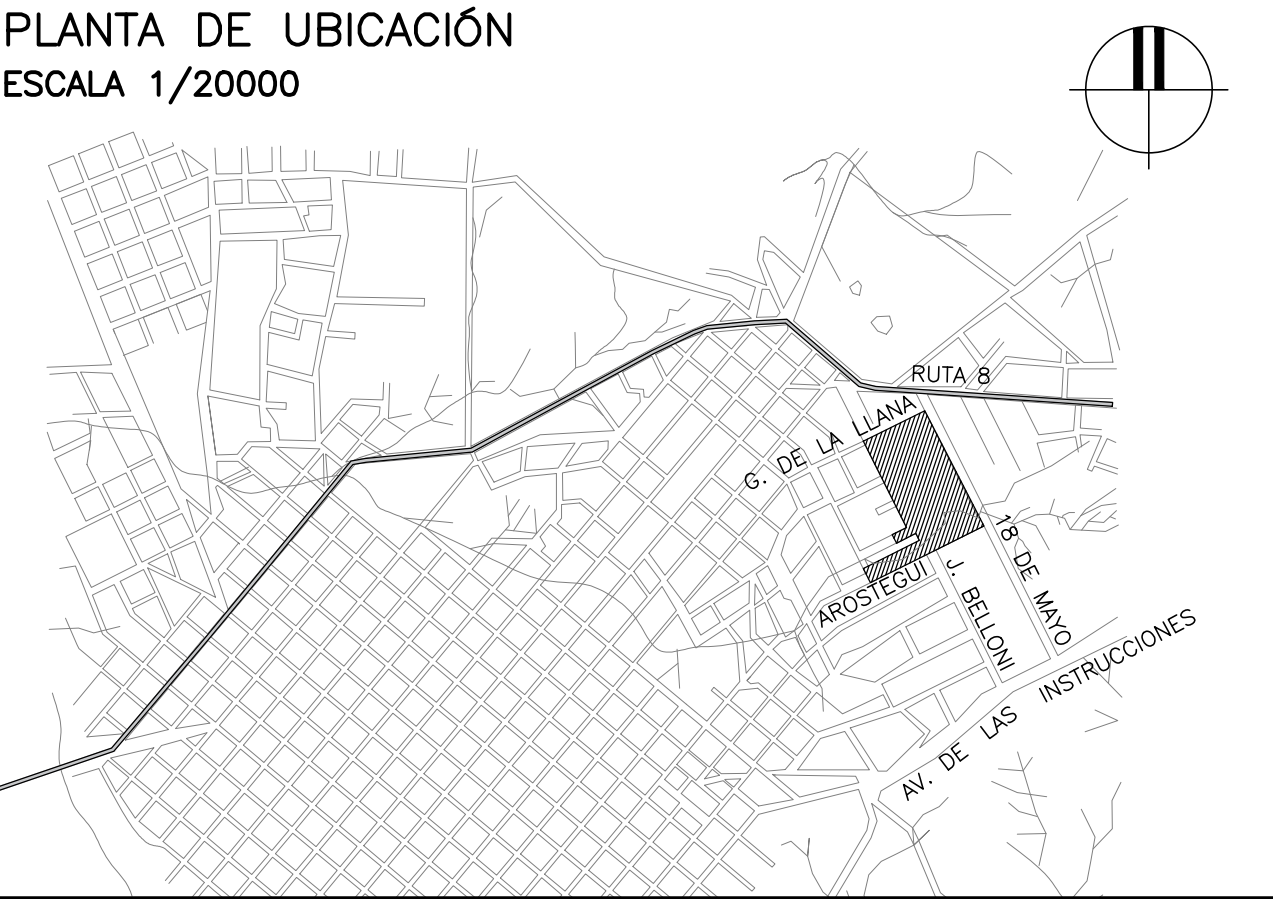 PLANTA DE UBICACIÓN
ESCALA 1/20000
RUTA 8
G. DE LA LLANA
18 DE MAYO
AROSTEGUI
J. BELLONI
AV. DE LAS INSTRUCCIONES